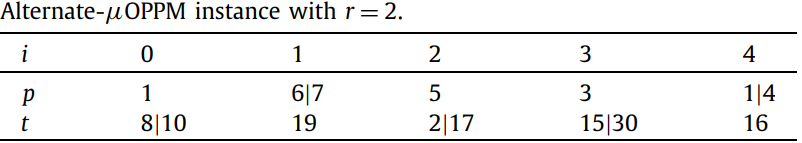 Alternate-μOPPM instance with r = 2.
i 0 1 2 3 4
p 1 6|7 5 3 1|4
t 8|10 19 2|17 15|30 16